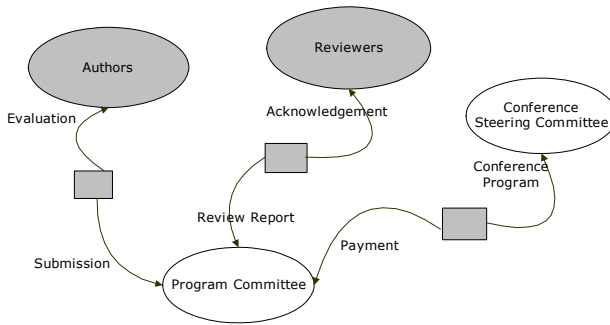 Reviewers
Authors
Evaluation
Acknowledgement
Conference
Steering Committee
Conference
Program
Review Report
Payment
Submission
Program Committee